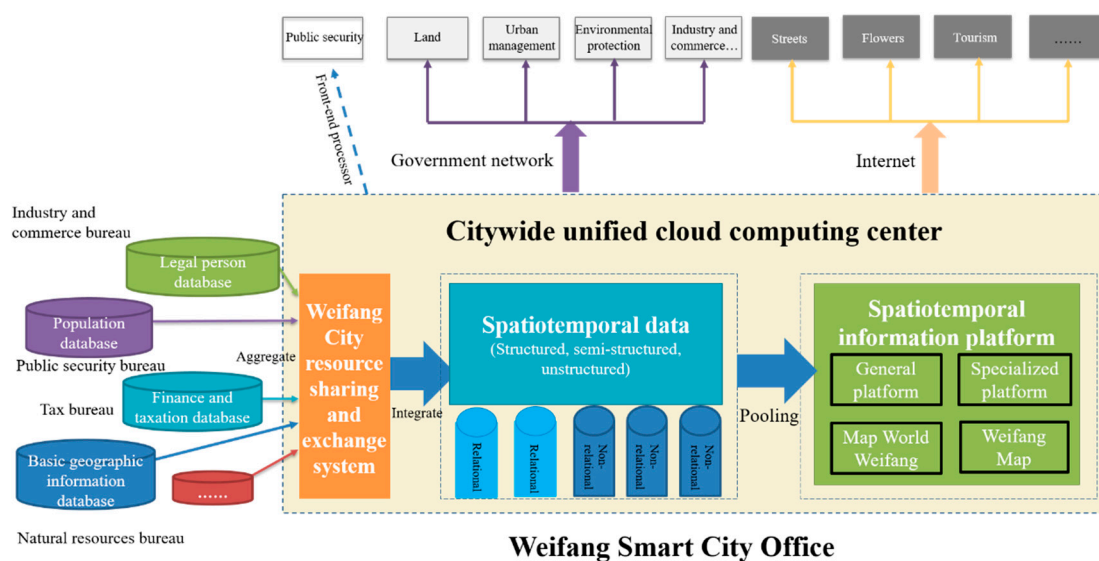 Public security
Land
Urban
management
Environmental
protection
Industry and
commerce...
Streets
Flowers
Tourism
......
Front-end processor
Government network
Internet
Citywide unified cloud computing center
Industry and
commerce bureau
Legal person
database
Population
database
Public security bureau
Aggregate
Tax bureau
Finance and
taxation database
Basic geographic
information
database
......
Natural resources bureau
Weifang
City
resource
sharing
and
exchange
system
Integrate
Spatiotemporal data
(Structured, semi-structured,
unstructured)
Relational
Relational
Non-
relational
Non-
relational
Non-
relational
Pooling
Spatiotemporal
information platform
General
platform
Specialized
platform
Map World
Weifang
Weifang
Map
Weifang Smart City Office